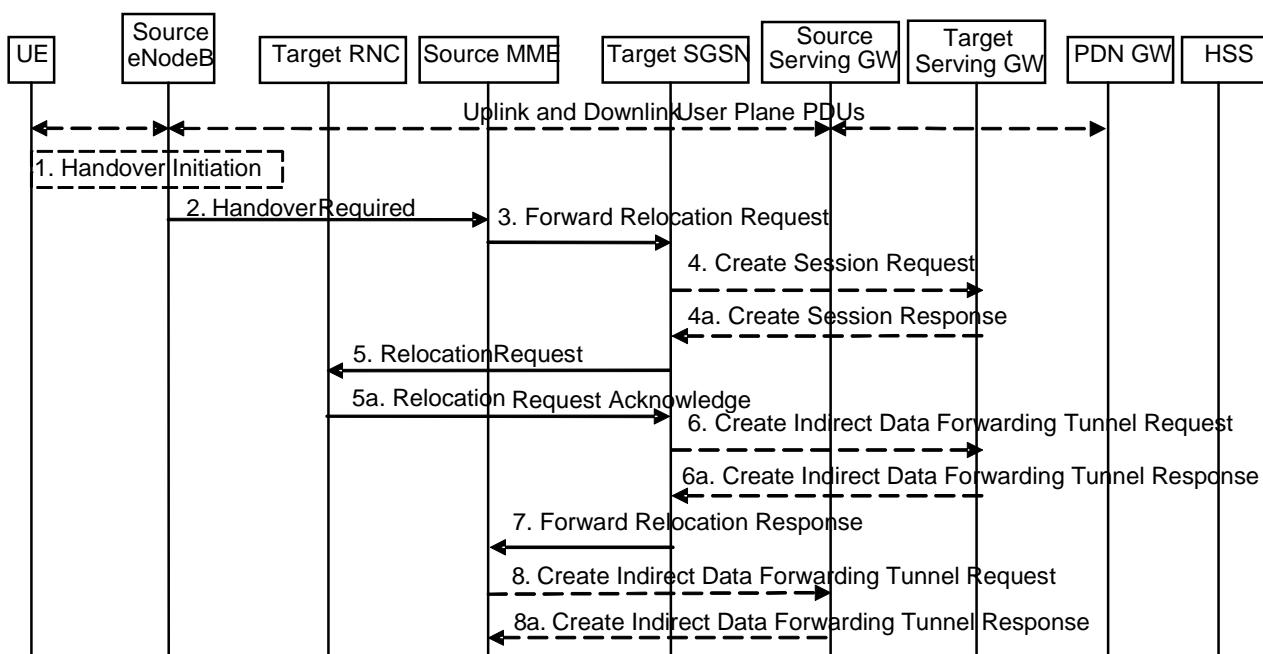 UE
Source
eNodeB
Target RNC
Source MME
Target SGSN
Source
Serving GW
Target
Serving GW
PDN GW
HSS
Uplink and Downlink User Plane PDUs
1. Handover Initiation
2. Handover Required
3. Forward Relocation Request
4. Create Session Request
4a. Create Session Response
5. Relocation Request
5a. Relocation Request Acknowledge
6. Create Indirect Data Forwarding Tunnel Request
6a. Create Indirect Data Forwarding Tunnel Response
7. Forward Relocation Response
8. Create Indirect Data Forwarding Tunnel Request
8a. Create Indirect Data Forwarding Tunnel Response